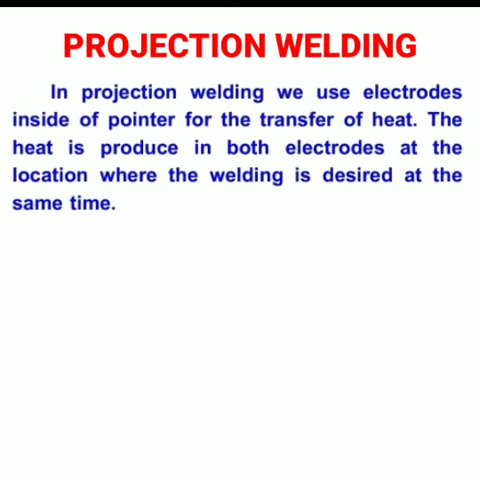 PROJECTION WELDING
In projection welding we use electrodes
inside of pointer for the transfer of heat. The
heat is produce in both electrodes at the
location where the welding is desired at the
same time.